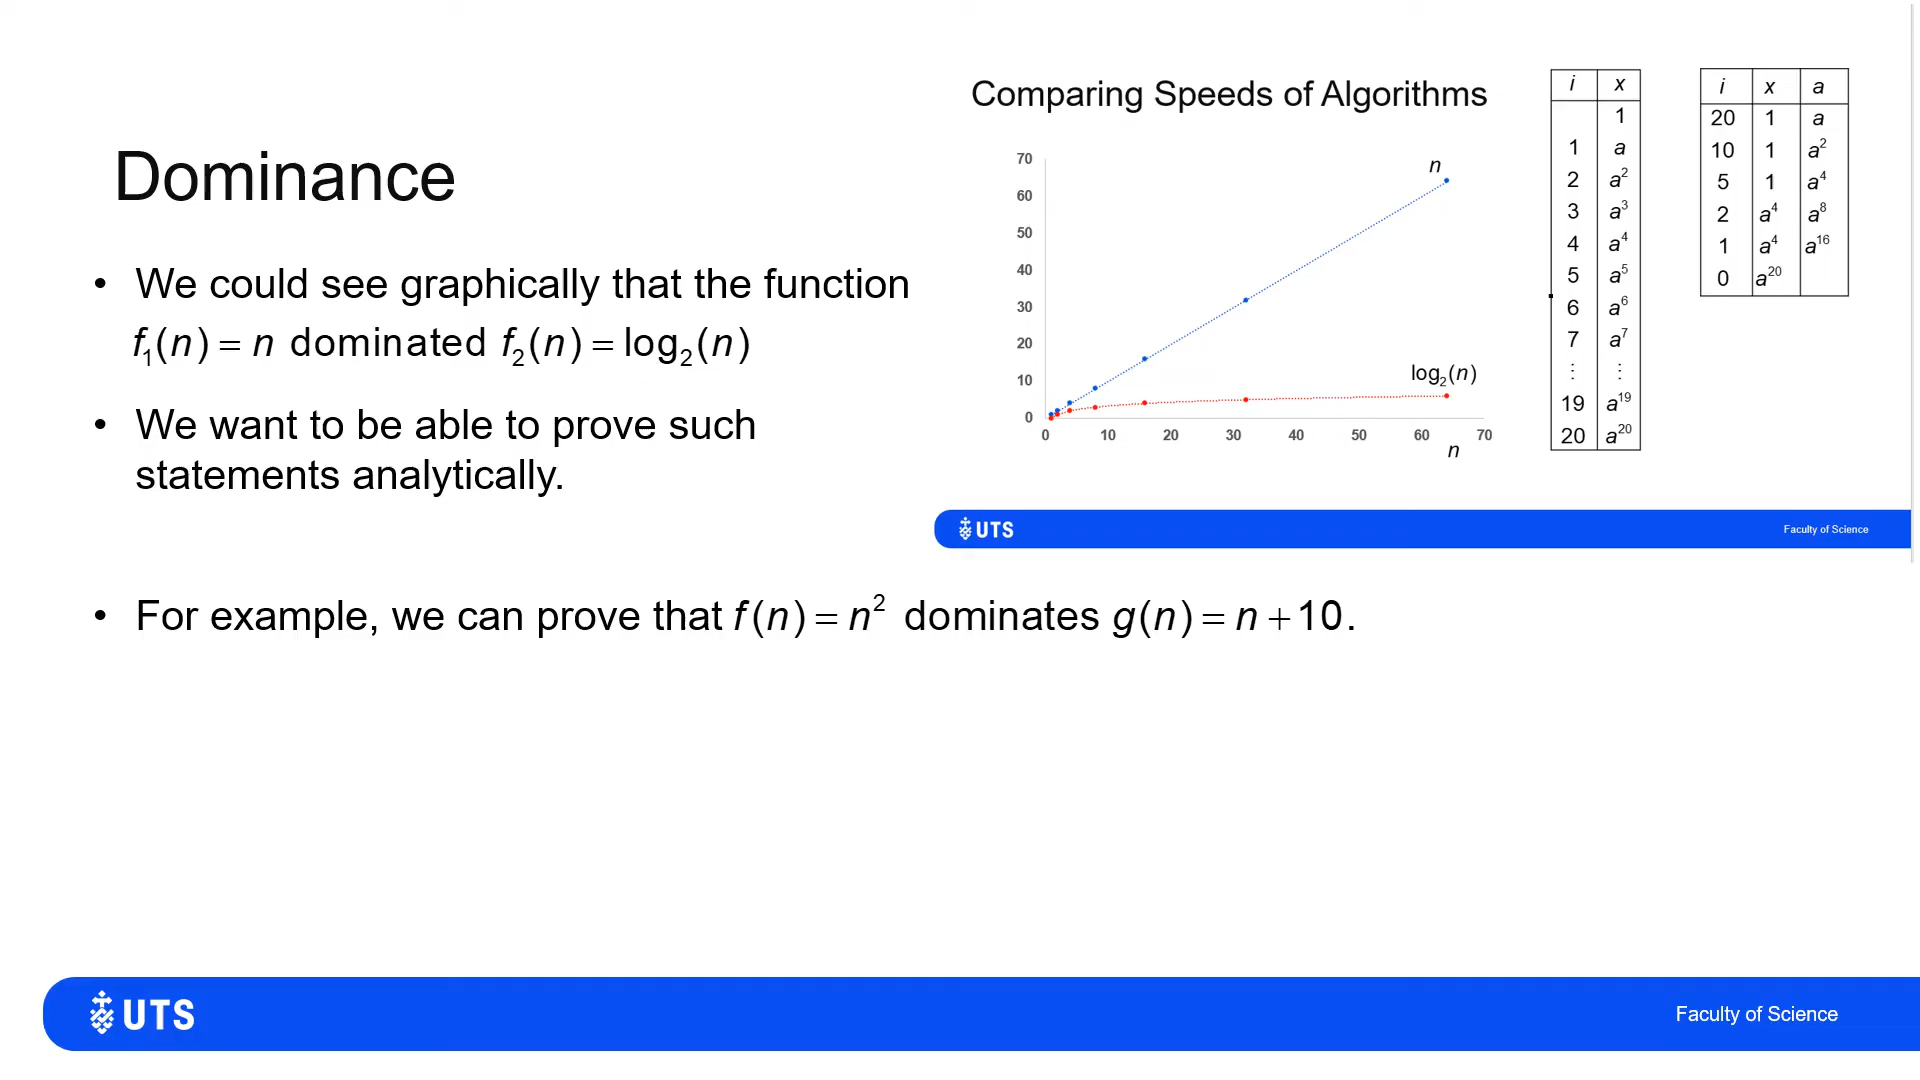 Dominance
• We could see graphically that the function
f₁(n) = n dominated f₂(n) = log₂(n)
• We want to be able to prove such
statements analytically.
Comparing Speeds of Algorithms
70
60
50
40
30
20
10
0
0 10 20 30 40 50 60 70
n
n
log₂(n)
i x
1
1 a
2 a²
3 a³
4 a⁴
5 a⁵
6 a⁶
7 a⁷
⋮ ⋮
19 a¹⁹
20 a²⁰
i x a
20 1 a
10 1 a²
5 1 a⁴
2 a⁴ a⁸
1 a⁴ a¹⁶
0 a²⁰
UTS
Faculty of Science
• For example, we can prove that f(n) = n² dominates g(n) = n + 10.
UTS
Faculty of Science